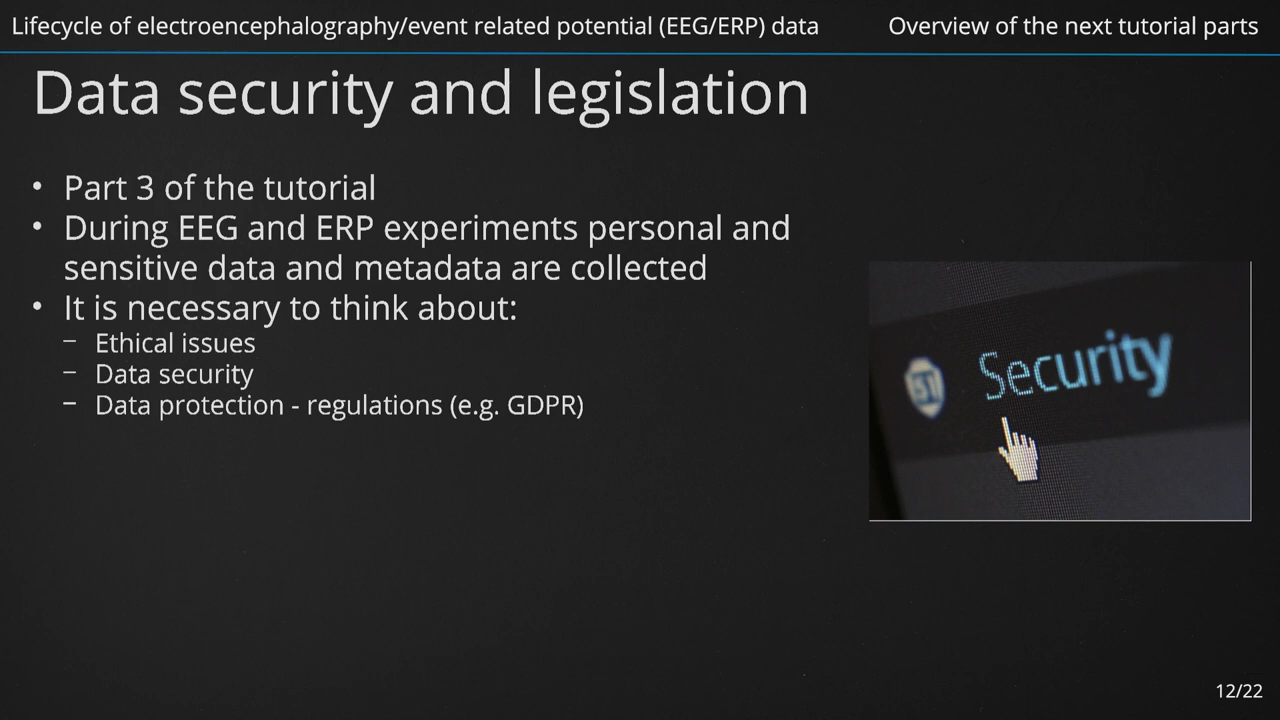 Lifecycle of electroencephalography/event related potential (EEG/ERP) data
Overview of the next tutorial parts
Data security and legislation
• Part 3 of the tutorial
• During EEG and ERP experiments personal and
sensitive data and metadata are collected
• It is necessary to think about:
– Ethical issues
– Data security
– Data protection - regulations (e.g. GDPR)
Security
12/22